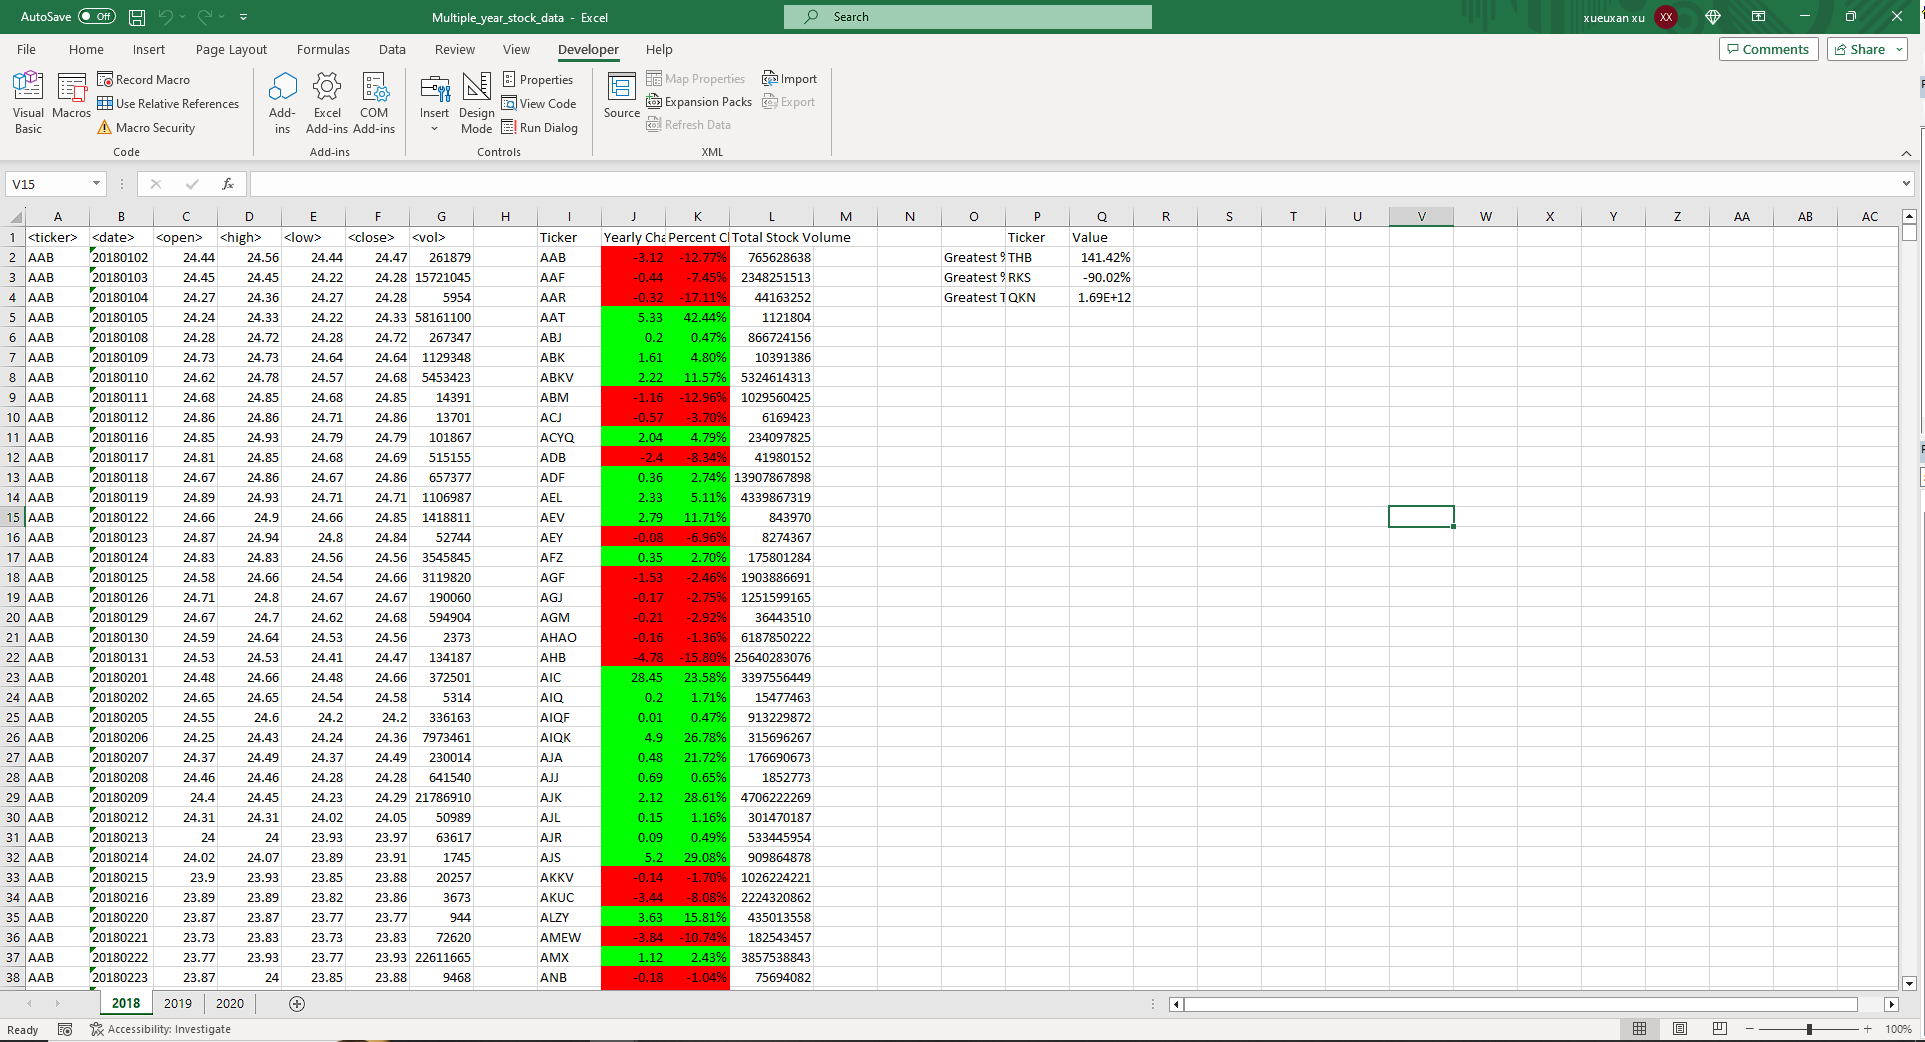 AutoSave Off Multiple_year_stock_data - Excel Search xueuxan xu XX
File Home Insert Page Layout Formulas Data Review View Developer Help Comments Share
Visual Basic Macros Record Macro Use Relative References Macro Security Code
Add-ins Excel Add-ins COM Add-ins Add-ins
Insert Design Mode Properties View Code Run Dialog Controls
Source Map Properties Expansion Packs Refresh Data Import Export XML
V15 fx
A B C D E F G H I J K L M N O P Q R S T U V W X Y Z AA AB AC
1 <ticker> <date> <open> <high> <low> <close> <vol> Ticker Yearly Cha Percent Cl Total Stock Volume Ticker Value
2 AAB 20180102 24.44 24.56 24.44 24.47 261879 AAB -3.12 -12.77% 765628638 Greatest % THB 141.42%
3 AAB 20180103 24.45 24.45 24.22 24.28 15721045 AAF -0.44 -7.45% 2348251513 Greatest % RKS -90.02%
4 AAB 20180104 24.27 24.36 24.27 24.28 5954 AAR -0.32 -17.11% 44163252 Greatest T QKN 1.69E+12
5 AAB 20180105 24.24 24.33 24.22 24.33 58161100 AAT 5.33 42.44% 1121804
6 AAB 20180108 24.28 24.72 24.28 24.72 267347 ABJ 0.2 0.47% 866724156
7 AAB 20180109 24.73 24.73 24.64 24.64 1129348 ABK 1.61 4.80% 10391386
8 AAB 20180110 24.62 24.78 24.57 24.68 5453423 ABKV 2.22 11.57% 5324614313
9 AAB 20180111 24.68 24.85 24.68 24.85 14391 ABM -1.16 -12.96% 1029560425
10 AAB 20180112 24.86 24.86 24.71 24.86 13701 ACJ -0.57 -3.70% 6169423
11 AAB 20180116 24.85 24.93 24.79 24.79 101867 ACYQ 2.04 4.79% 234097825
12 AAB 20180117 24.81 24.85 24.68 24.69 515155 ADB -2.4 -8.34% 41980152
13 AAB 20180118 24.67 24.86 24.67 24.86 657377 ADF 0.36 2.74% 13907867898
14 AAB 20180119 24.89 24.93 24.71 24.71 1106987 AEL 2.33 5.11% 4339867319
15 AAB 20180122 24.66 24.9 24.66 24.85 1418811 AEV 2.79 11.71% 843970
16 AAB 20180123 24.87 24.94 24.8 24.84 52744 AEY -0.08 -6.96% 8274367
17 AAB 20180124 24.83 24.83 24.56 24.56 3545845 AFZ 0.35 2.70% 175801284
18 AAB 20180125 24.58 24.66 24.54 24.66 3119820 AGF -1.53 -2.46% 1903886691
19 AAB 20180126 24.71 24.8 24.67 24.67 190060 AGJ -0.17 -2.75% 1251599165
20 AAB 20180129 24.67 24.7 24.62 24.68 594904 AGM -0.21 -2.92% 36443510
21 AAB 20180130 24.59 24.64 24.53 24.56 2373 AHAO -0.16 -1.36% 6187850222
22 AAB 20180131 24.53 24.53 24.41 24.47 134187 AHB -4.78 -15.80% 25640283076
23 AAB 20180201 24.48 24.66 24.48 24.66 372501 AIC 28.45 23.58% 3397556449
24 AAB 20180202 24.65 24.65 24.54 24.58 5314 AIQ 0.2 1.71% 15477463
25 AAB 20180205 24.55 24.6 24.2 24.2 336163 AIQF 0.01 0.47% 913229872
26 AAB 20180206 24.25 24.43 24.24 24.36 7973461 AIQK 4.9 26.78% 315696267
27 AAB 20180207 24.37 24.49 24.37 24.49 230014 AJA 0.48 21.72% 176690673
28 AAB 20180208 24.46 24.46 24.28 24.28 641540 AJJ 0.69 0.65% 1852773
29 AAB 20180209 24.4 24.45 24.23 24.29 21786910 AJK 2.12 28.61% 4706222269
30 AAB 20180212 24.31 24.31 24.02 24.05 50989 AJL 0.15 1.16% 301470187
31 AAB 20180213 24 24 23.93 23.97 63617 AJR 0.09 0.49% 533445954
32 AAB 20180214 24.02 24.07 23.89 23.91 1745 AJS 5.2 29.08% 909864878
33 AAB 20180215 23.9 23.93 23.85 23.88 20257 AKKV -0.14 -1.70% 1026224221
34 AAB 20180216 23.89 23.89 23.82 23.86 3673 AKUC -3.44 -8.08% 2224320862
35 AAB 20180220 23.87 23.87 23.77 23.77 944 ALZY 3.63 15.81% 435013558
36 AAB 20180221 23.73 23.83 23.73 23.83 72620 AMEW -3.84 -10.74% 182543457
37 AAB 20180222 23.77 23.93 23.77 23.93 22611665 AMX 1.12 2.43% 3857538843
38 AAB 20180223 23.87 24 23.85 23.88 9468 ANB -0.18 -1.04% 75694082
2018 2019 2020
Ready Accessibility: Investigate 100%